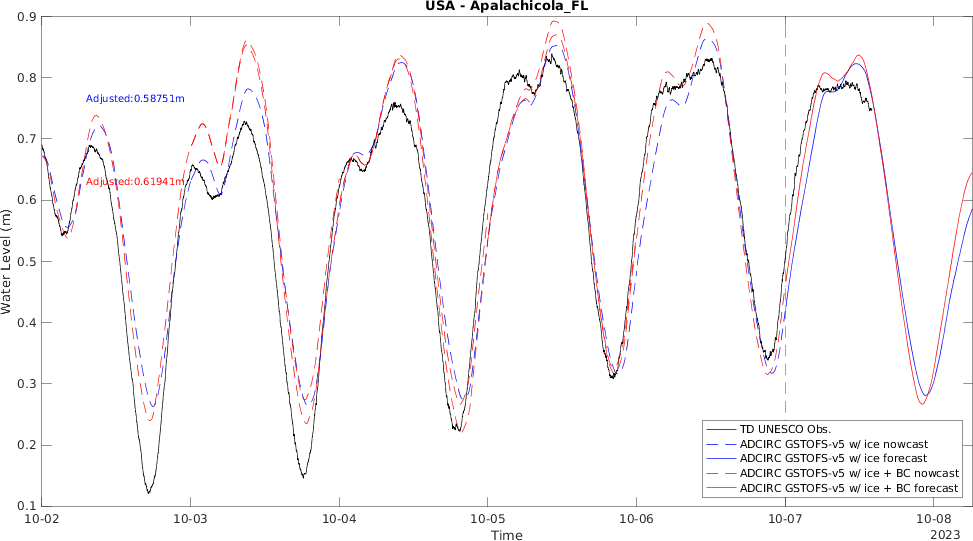 USA - Apalachicola_FL
0.9
0.8
0.7
0.6
0.5
0.4
0.3
0.2
0.1
Water Level (m)
Adjusted:0.58751m
Adjusted:0.61941m
TD UNESCO Obs.
ADCIRC GSTOFS-v5 w/ ice nowcast
ADCIRC GSTOFS-v5 w/ ice forecast
ADCIRC GSTOFS-v5 w/ ice + BC nowcast
ADCIRC GSTOFS-v5 w/ ice + BC forecast
10-02 10-03 10-04 10-05 10-06 10-07 10-08
Time
2023